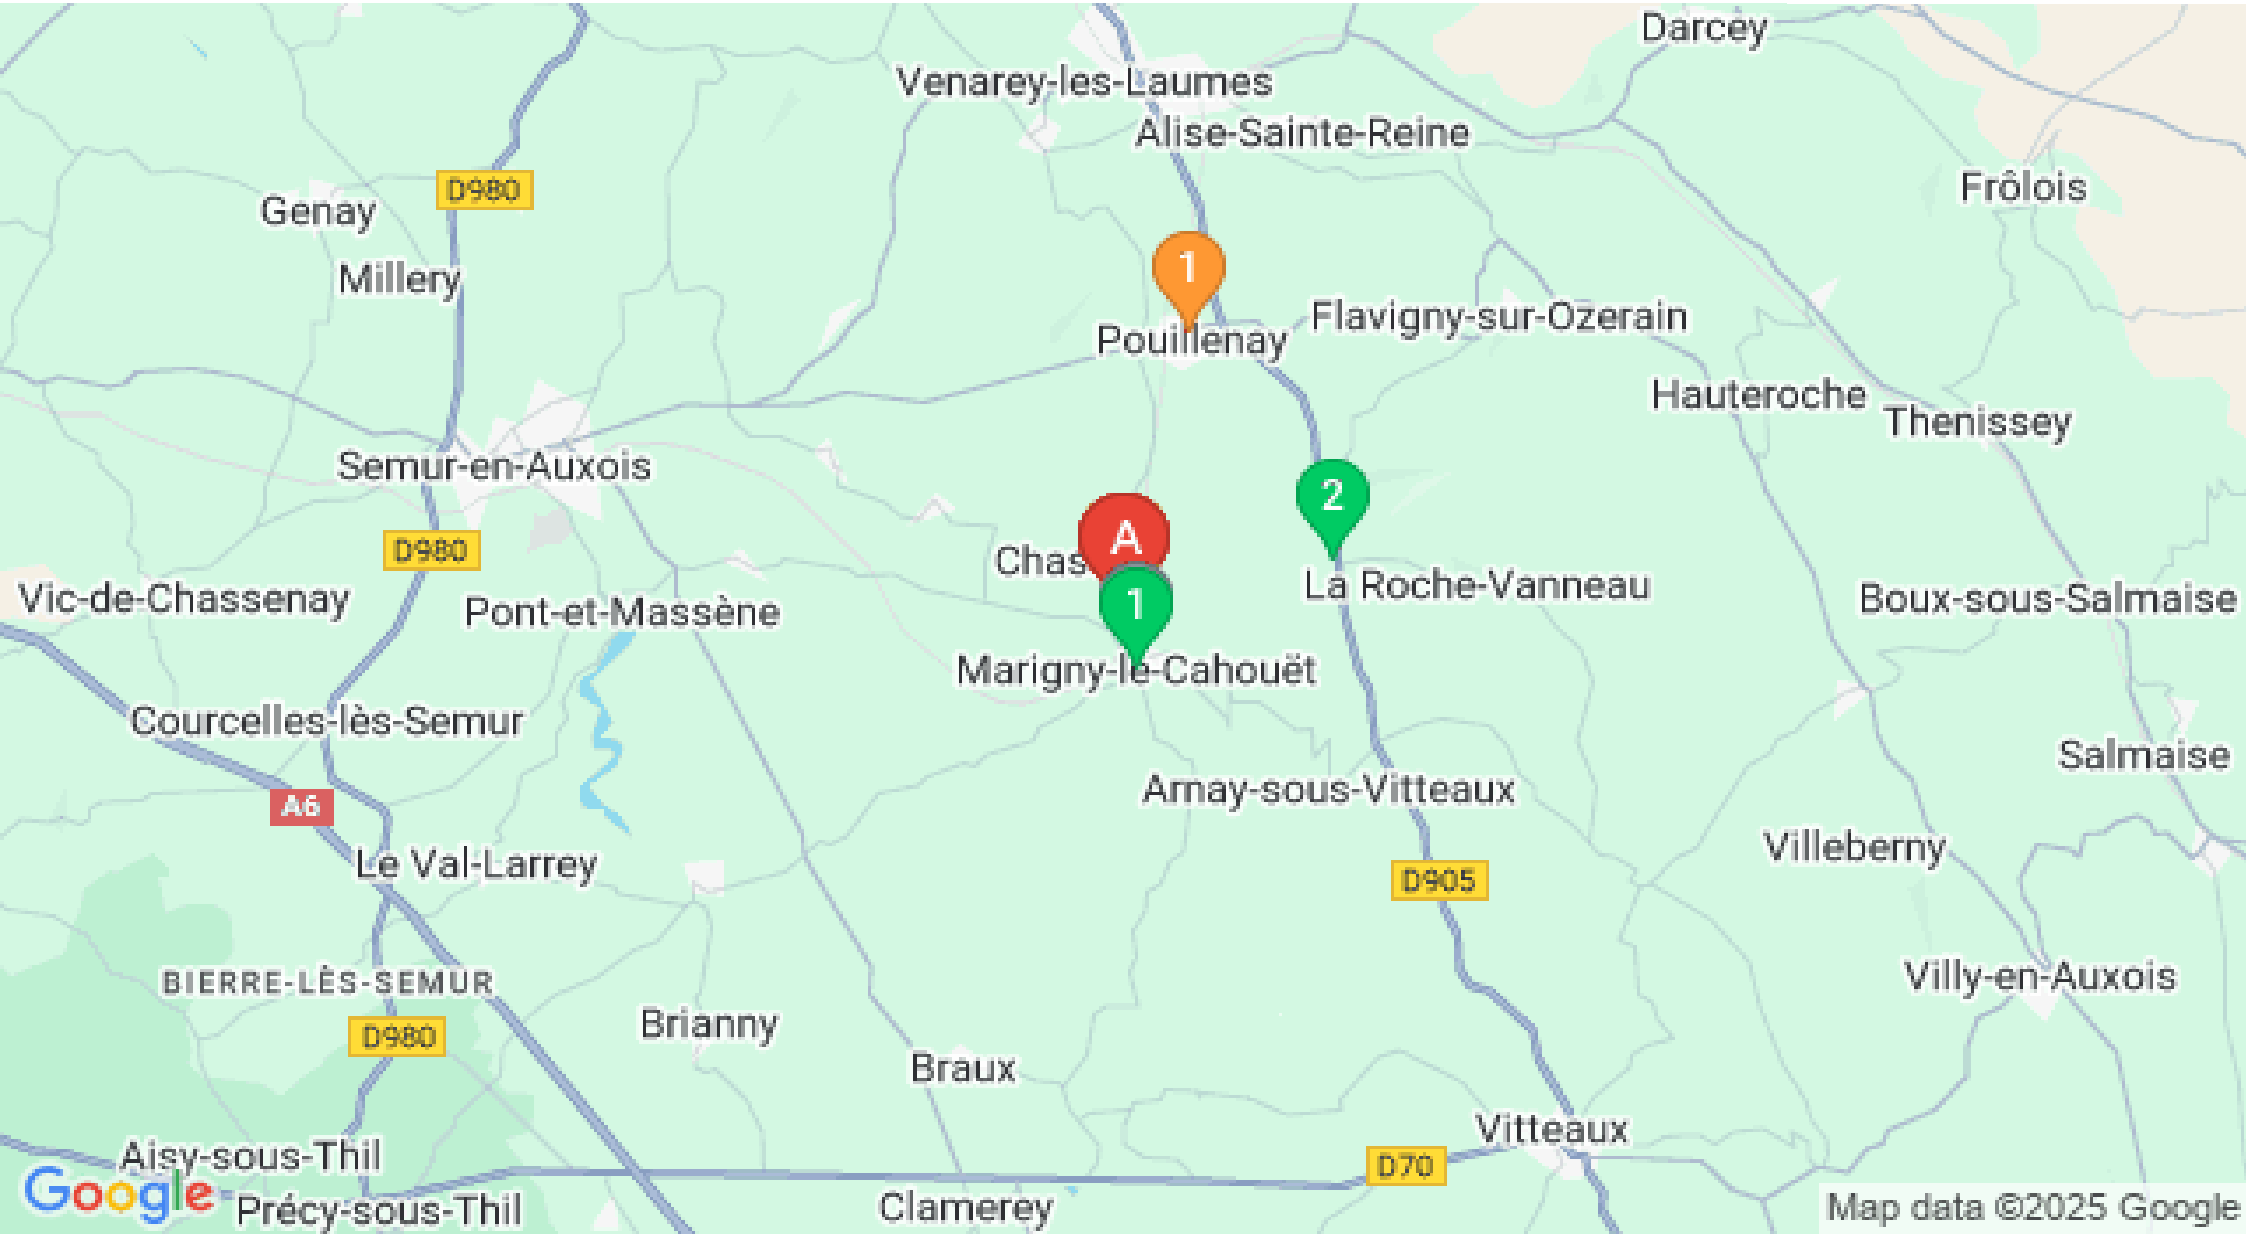 Darcey
Venarey-les-Laumes
Alise-Sainte-Reine
D980
Genay
Frôlois
Millery
1
Flavigny-sur-Ozerain
Pouillenay
Hauteroche
Thenissey
Semur-en-Auxois
2
A
D980
Chas
La Roche-Vanneau
Vic-de-Chassenay
Pont-et-Massène
1
Boux-sous-Salmaise
Marigny-le-Cahouët
Courcelles-lès-Semur
Salmaise
A6
Arnay-sous-Vitteaux
Le Val-Larrey
Villeberny
D905
BIERRE-LÈS-SEMUR
Villy-en-Auxois
D980
Brianny
Braux
Vitteaux
Aisy-sous-Thil
D70
Google
Précy-sous-Thil
Clamerey
Map data ©2025 Google